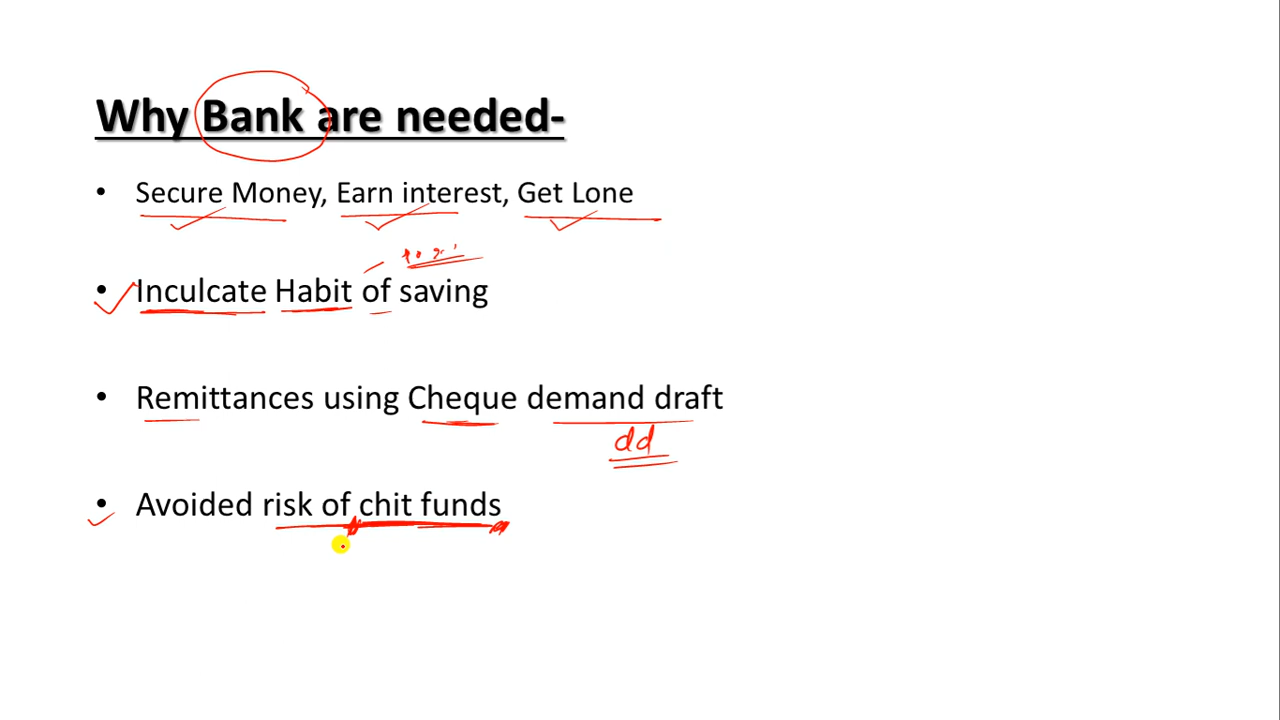 Why Bank are needed-
• Secure Money, Earn interest, Get Lone
• Inculcate Habit of saving
• Remittances using Cheque demand draft
dd
• Avoided risk of chit funds